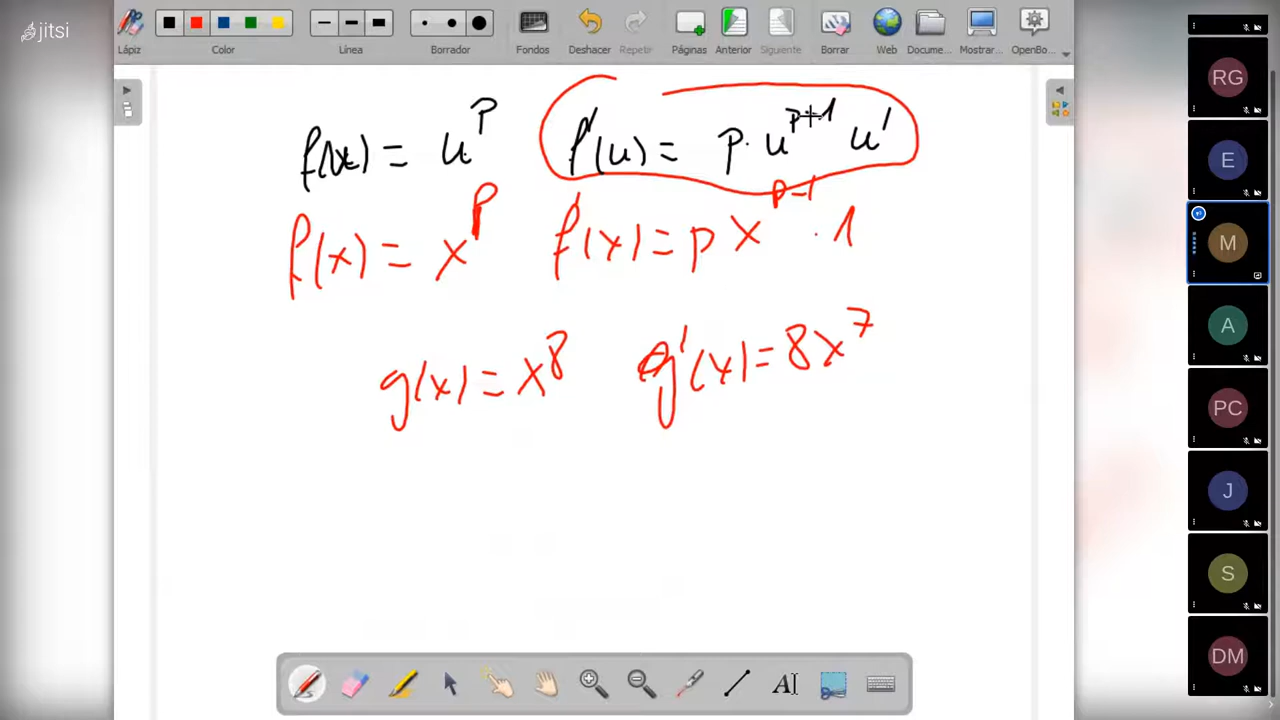 jitsi
Lápiz Color Línea Borrador Fondos Deshacer Repetir Páginas Anterior Siguiente Borrar Web Docume... Mostrar... OpenBo...
f(x) = u^p f'(u) = p·u^{p-1} u'
f(x) = x^p f'(x) = p x^{p-1} · 1
g(x) = x^8 g'(x) = 8x^7
RG
E
M
A
PC
J
S
DM